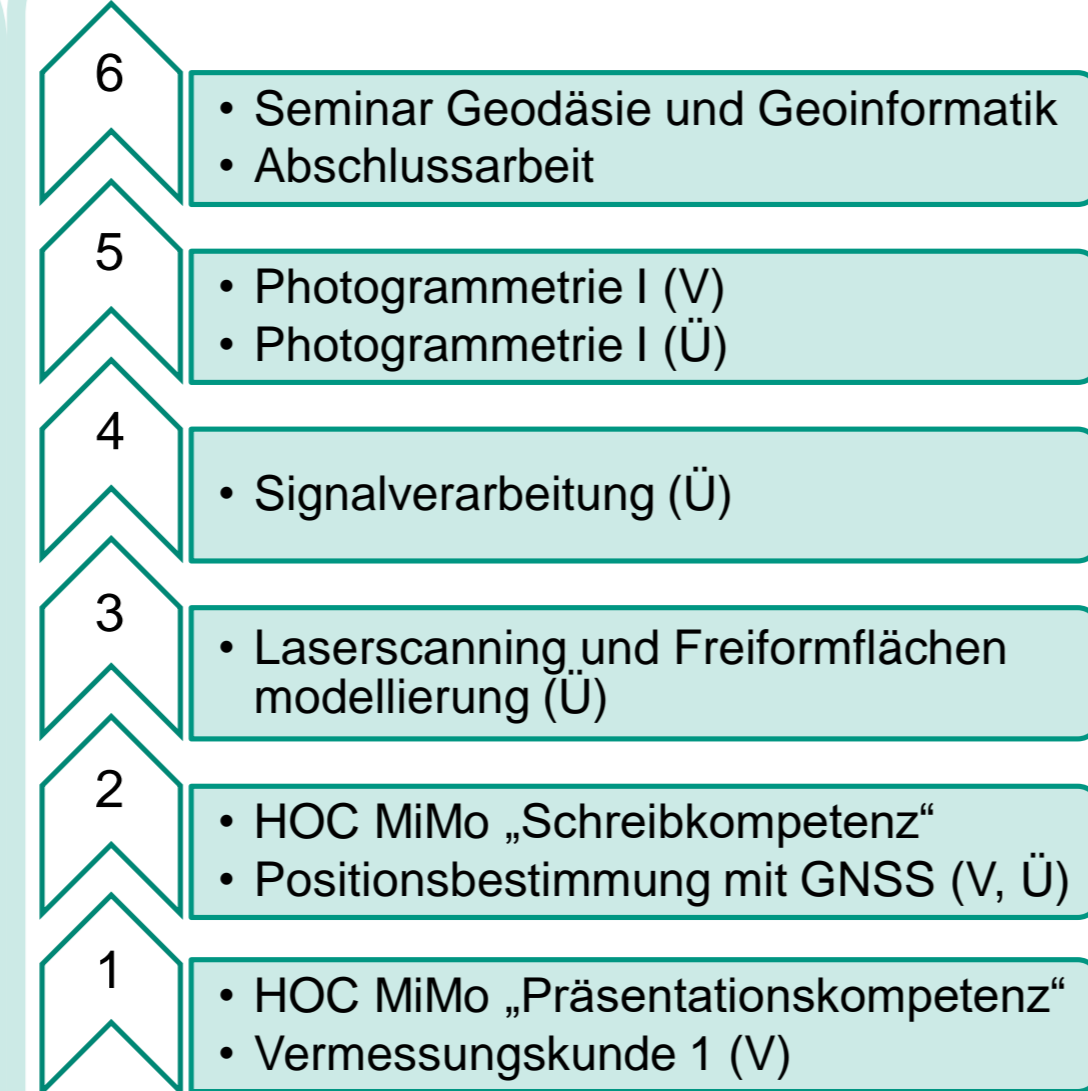 6
• Seminar Geodäsie und Geoinformatik
• Abschlussarbeit
5
• Photogrammetrie I (V)
• Photogrammetrie I (Ü)
4
• Signalverarbeitung (Ü)
3
• Laserscanning und Freiformflächen
modellierung (Ü)
2
• HOC MiMo „Schreibkompetenz“
• Positionsbestimmung mit GNSS (V, Ü)
1
• HOC MiMo „Präsentationskompetenz“
• Vermessungskunde 1 (V)